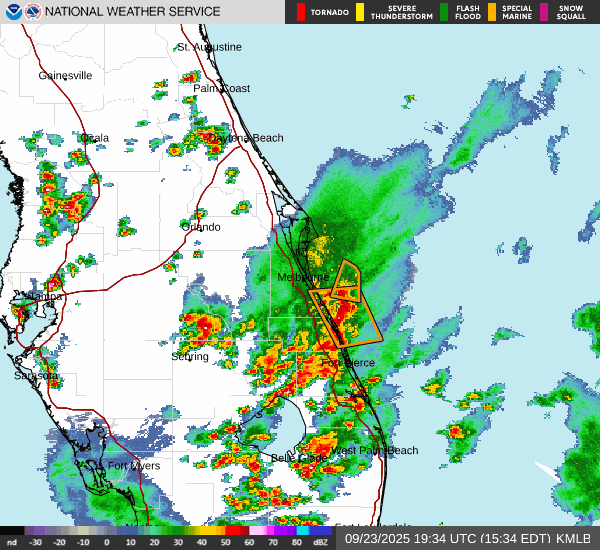 NATIONAL WEATHER SERVICE
TORNADO
SEVERE THUNDERSTORM
FLASH FLOOD
SPECIAL MARINE
SNOW SQUALL
St. Augustine
Gainesville
Palm Coast
Ocala
Daytona Beach
Orlando
Melbourne
Tampa
Sebring
Fort Pierce
Sarasota
West Palm Beach
Belle Glade
Fort Myers
Fort Lauderdale
nd -30 -20 -10 0 10 20 30 40 50 60 70 80 dBZ
09/23/2025 19:34 UTC (15:34 EDT) KMLB